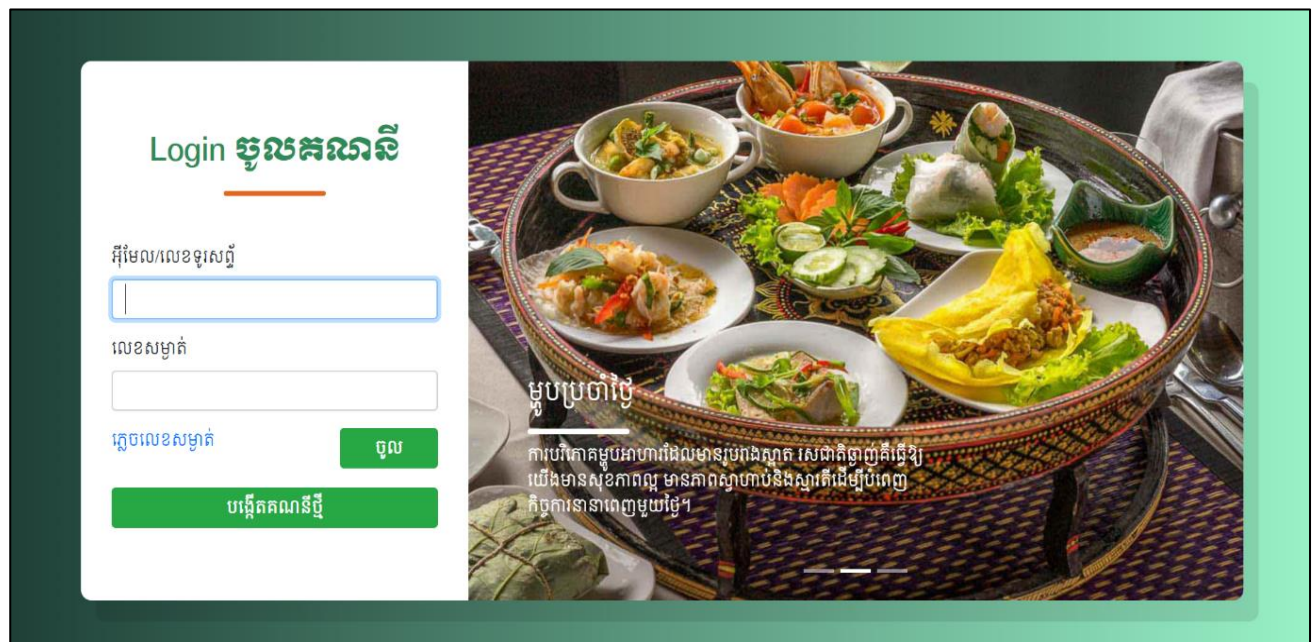 Login ចូលគណនី
អ៊ីមែល/លេខទូរសព្ទ័
លេខសម្ងាត់
ភ្លេចលេខសម្ងាត់
ចូល
បង្កើតគណនីថ្មី
ម្ហូបប្រចាំថ្ងៃ
ការបរិភោគម្ហូបអាហារដែលមានរូបរាងស្អាត រសជាតិឆ្ងាញ់គឺធ្វើឱ្យ
យើងមានសុខភាពល្អ មានភាពស្វាហាប់និងស្មារតីដើម្បីបំពេញ
កិច្ចការនានាពេញមួយថ្ងៃ។